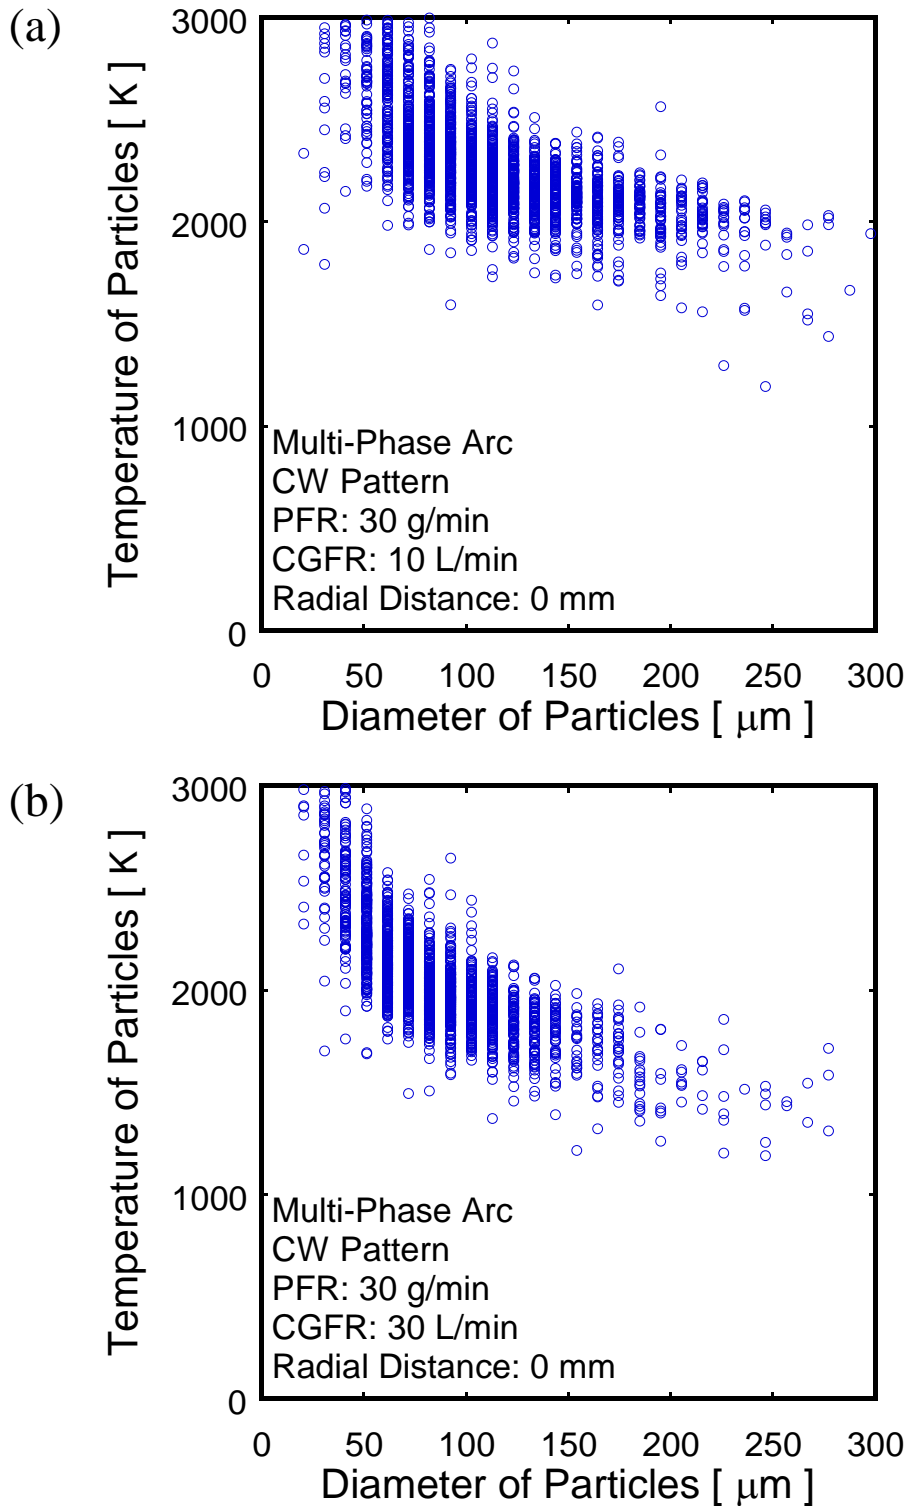 (a)
Temperature of Particles [ K ]
3000
2000
1000
0
Multi-Phase Arc
CW Pattern
PFR: 30 g/min
CGFR: 10 L/min
Radial Distance: 0 mm
0 50 100 150 200 250 300
Diameter of Particles [ μm ]
(b)
Temperature of Particles [ K ]
3000
2000
1000
0
Multi-Phase Arc
CW Pattern
PFR: 30 g/min
CGFR: 30 L/min
Radial Distance: 0 mm
0 50 100 150 200 250 300
Diameter of Particles [ μm ]